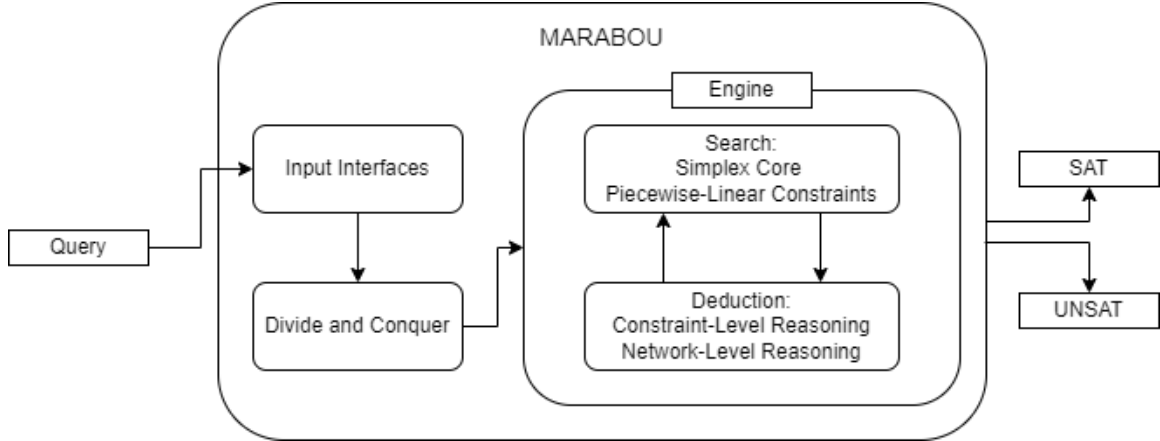 MARABOU
Engine
Input Interfaces
Search:
Simplex Core
Piecewise-Linear Constraints
SAT
Query
Divide and Conquer
Deduction:
Constraint-Level Reasoning
Network-Level Reasoning
UNSAT